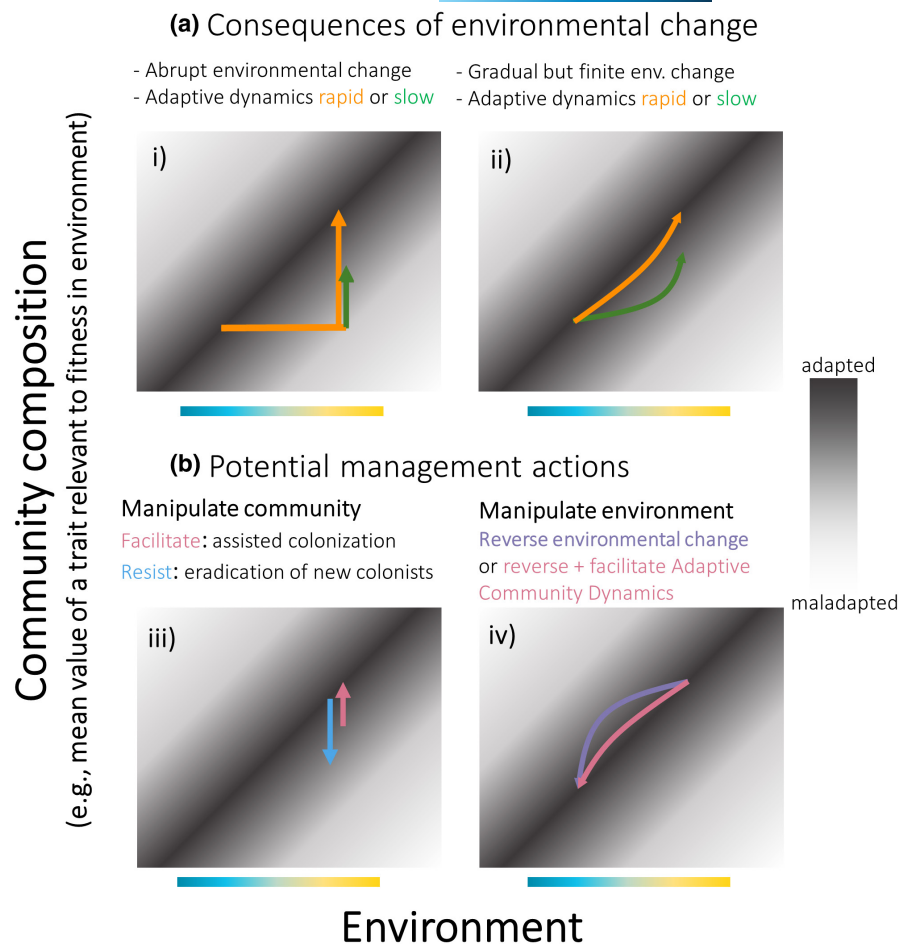 (a) Consequences of environmental change
- Abrupt environmental change
- Adaptive dynamics rapid or slow
- Gradual but finite env. change
- Adaptive dynamics rapid or slow
i)
ii)
Community composition
(e.g., mean value of a trait relevant to fitness in environment)
adapted
maladapted
(b) Potential management actions
Manipulate community
Facilitate: assisted colonization
Resist: eradication of new colonists
Manipulate environment
Reverse environmental change
or reverse + facilitate Adaptive
Community Dynamics
iii)
iv)
Environment